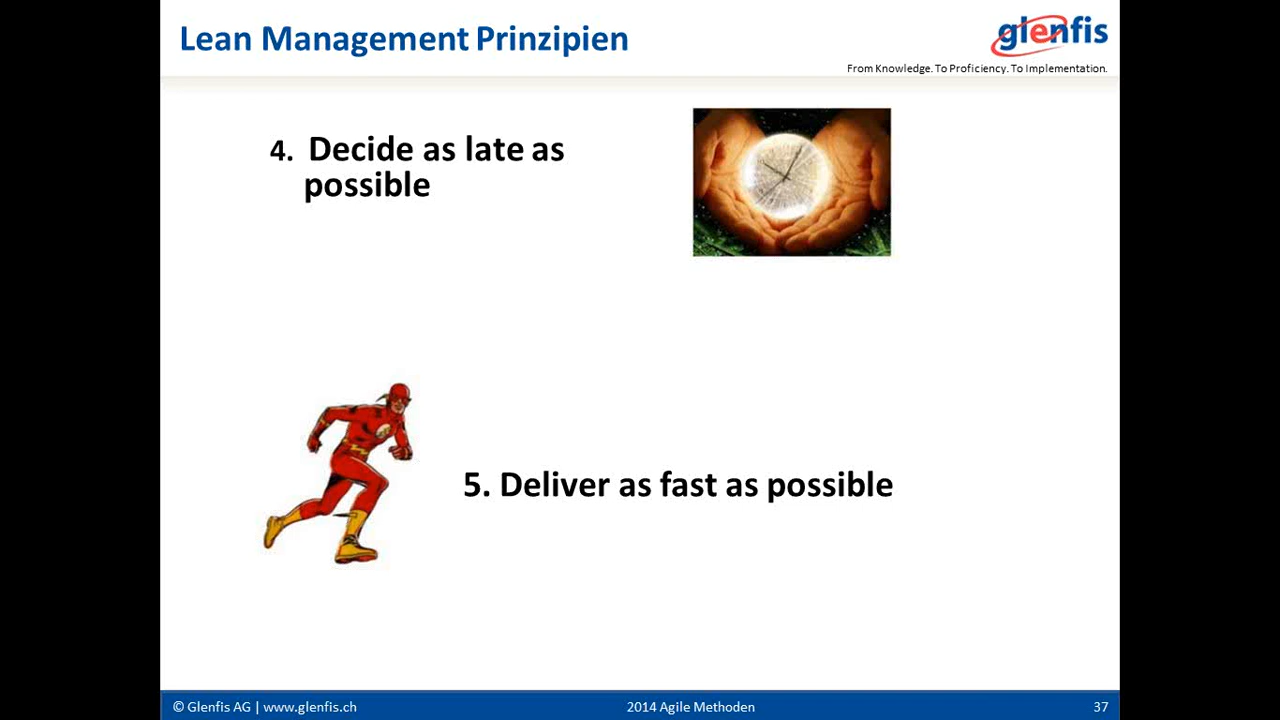 Lean Management Prinzipien
glenfis
From Knowledge. To Proficiency. To Implementation.
4. Decide as late as
possible
5. Deliver as fast as possible
© Glenfis AG | www.glenfis.ch
2014 Agile Methoden
37